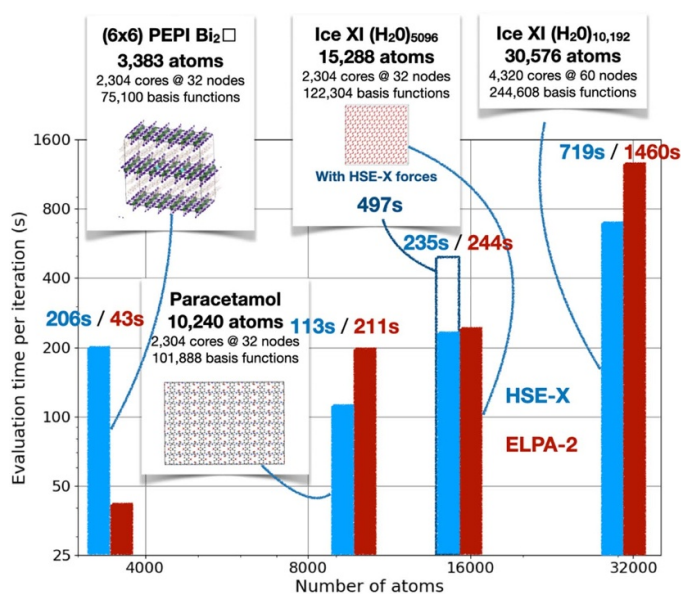 (6x6) PEPI Bi₂□
3,383 atoms
2,304 cores @ 32 nodes
75,100 basis functions
Ice XI (H₂0)₅₀₉₆
15,288 atoms
2,304 cores @ 32 nodes
122,304 basis functions
With HSE-X forces
497s
Ice XI (H₂0)₁₀,₁₉₂
30,576 atoms
4,320 cores @ 60 nodes
244,608 basis functions
Paracetamol
10,240 atoms
2,304 cores @ 32 nodes
101,888 basis functions
206s / 43s
113s / 211s
235s / 244s
719s / 1460s
HSE-X
ELPA-2
Evaluation time per iteration (s)
1600
800
400
200
100
50
25
4000
8000
16000
32000
Number of atoms